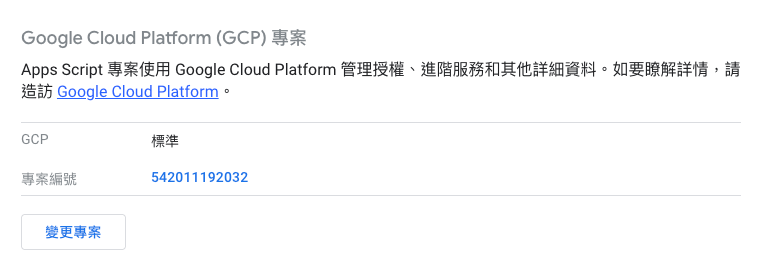 Google Cloud Platform (GCP) 專案
Apps Script 專案使用 Google Cloud Platform 管理授權、進階服務和其他詳細資料。如要瞭解詳情，請
造訪 Google Cloud Platform。
GCP 標準
專案編號 542011192032
變更專案